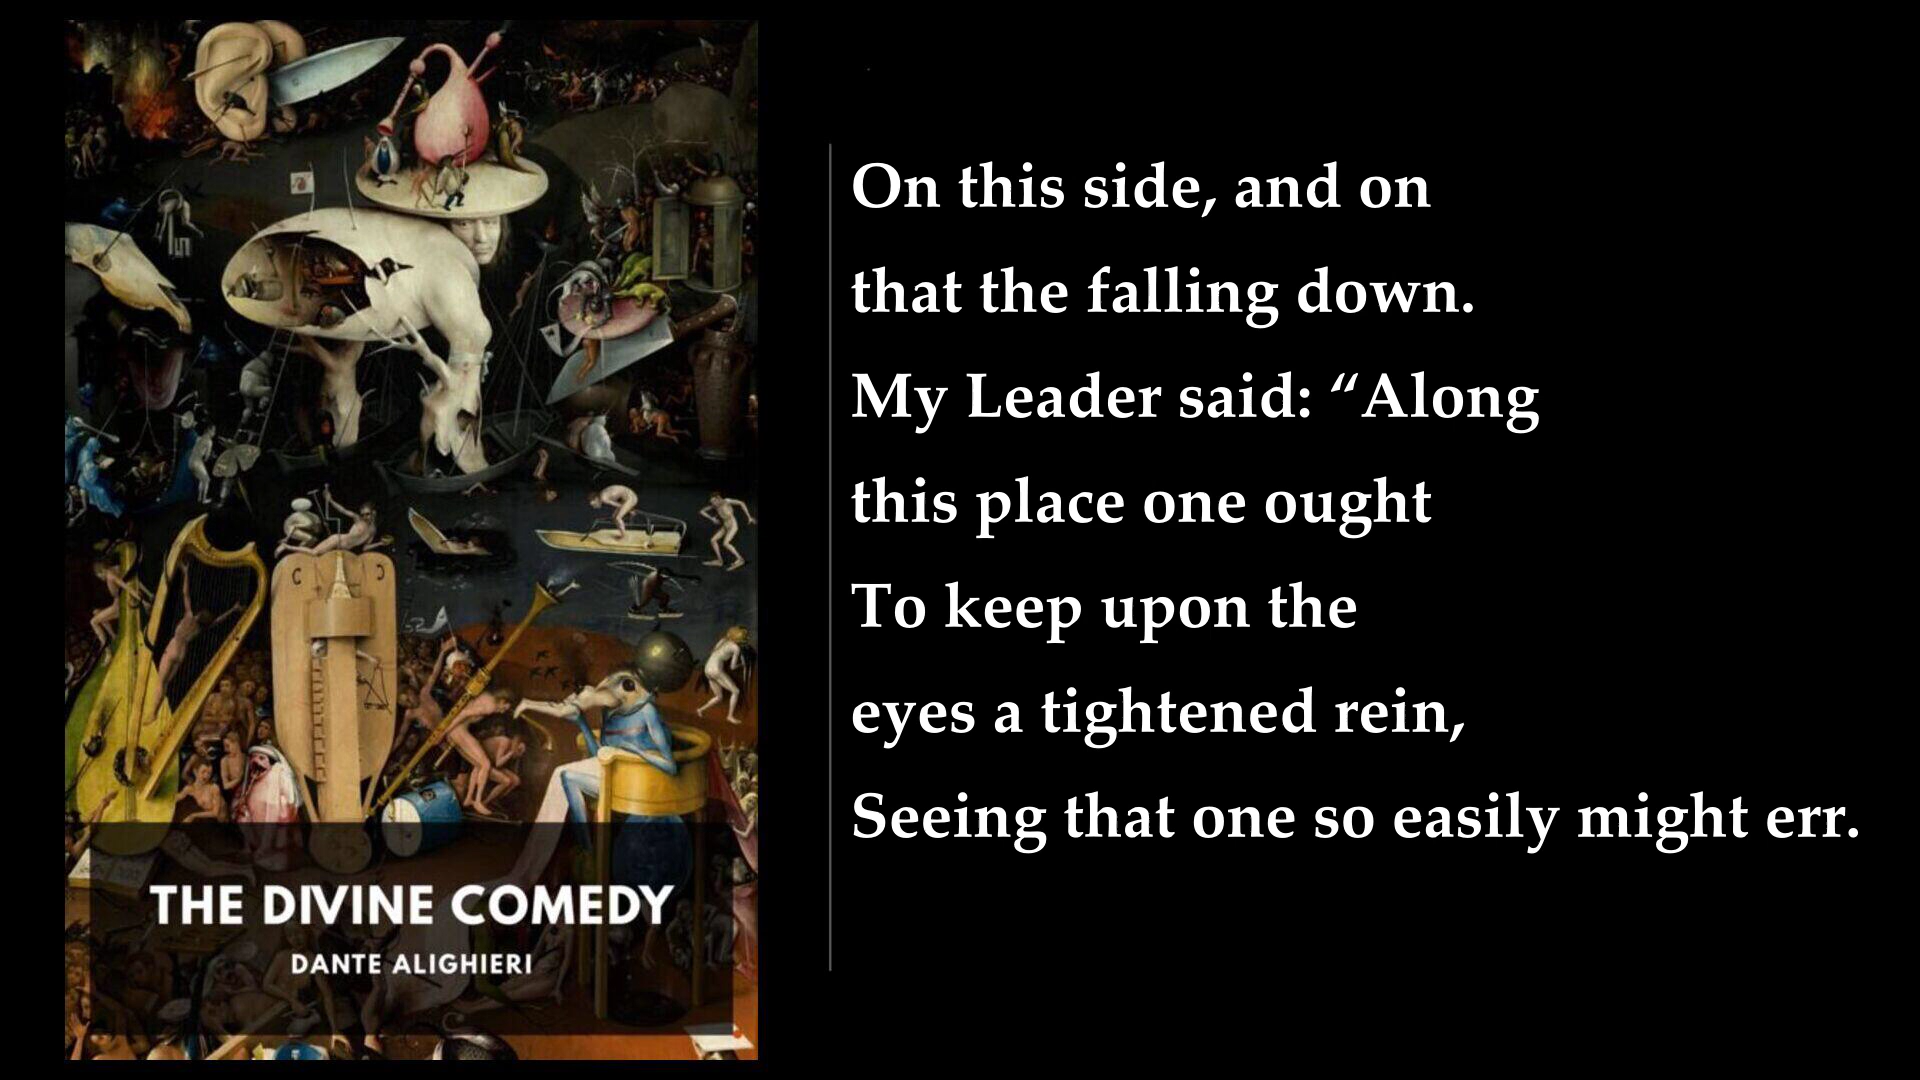 On this side, and on
that the falling down.
My Leader said: “Along
this place one ought
To keep upon the
eyes a tightened rein,
Seeing that one so easily might err.
THE DIVINE COMEDY
DANTE ALIGHIERI